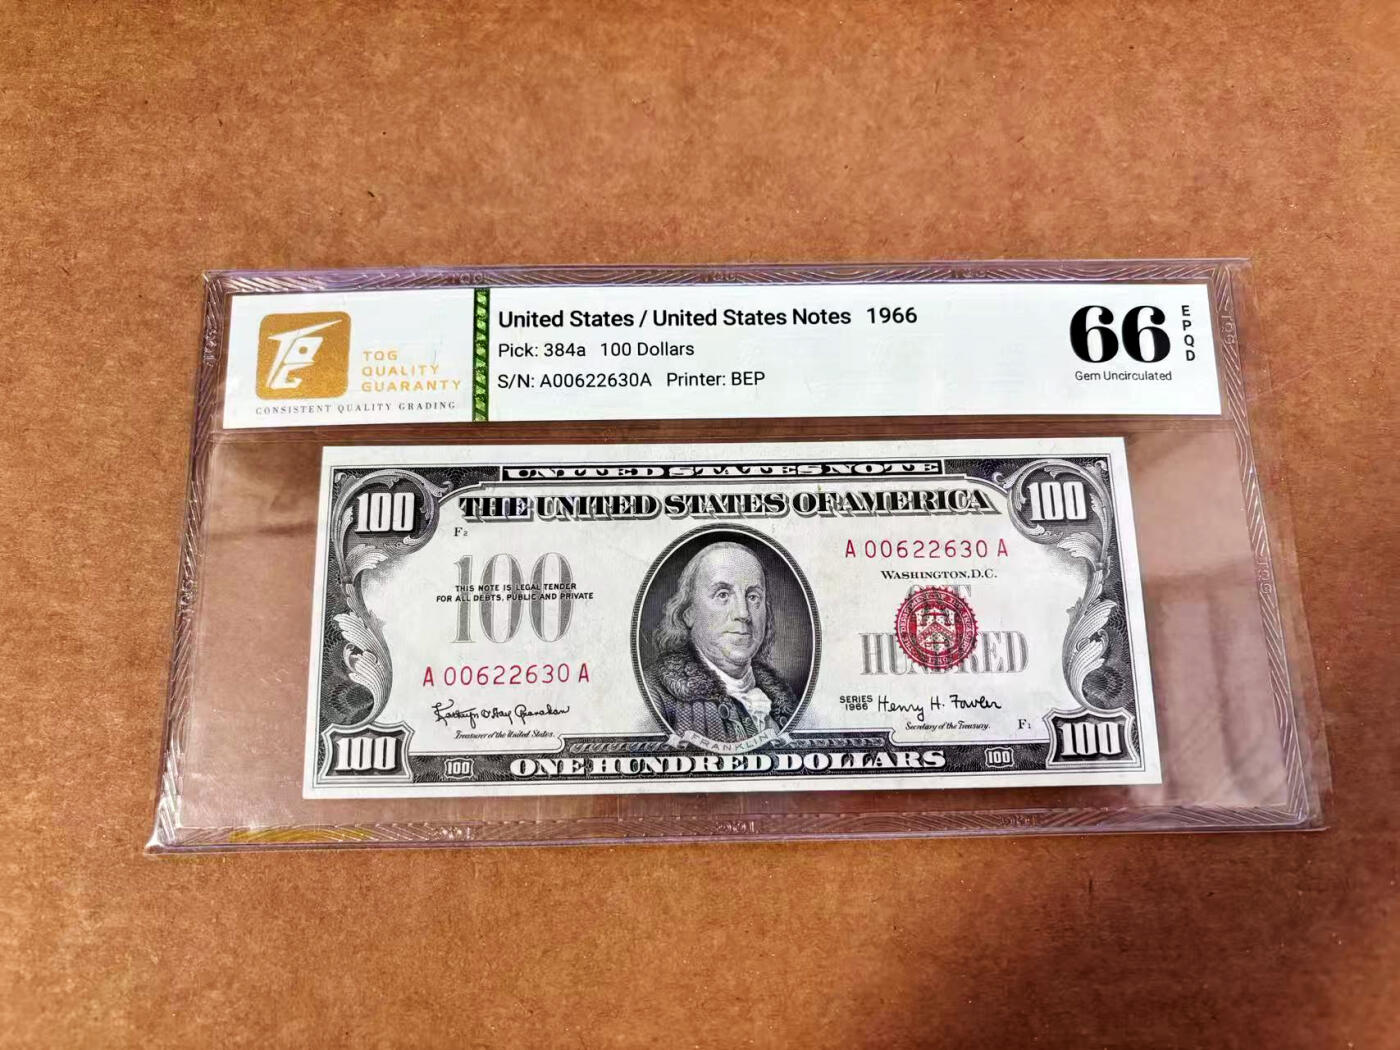 TQG
QUALITY
GUARANTY
CONSISTENT QUALITY GRADING
United States / United States Notes 1966
Pick: 384a 100 Dollars
S/N: A00622630A Printer: BEP
66
EPQD
Gem Uncirculated
UNITED STATES NOTE
THE UNITED STATES OF AMERICA
100
100
F2
A 00622630 A
WASHINGTON, D.C.
100
THIS NOTE IS LEGAL TENDER
FOR ALL DEBTS, PUBLIC AND PRIVATE
ONE
HUNDRED
A 00622630 A
SERIES
1966
Henry H. Fowler
Secretary of the Treasury.
Treasurer of the United States.
F1
FRANKLIN
100
100
ONE HUNDRED DOLLARS
100
100